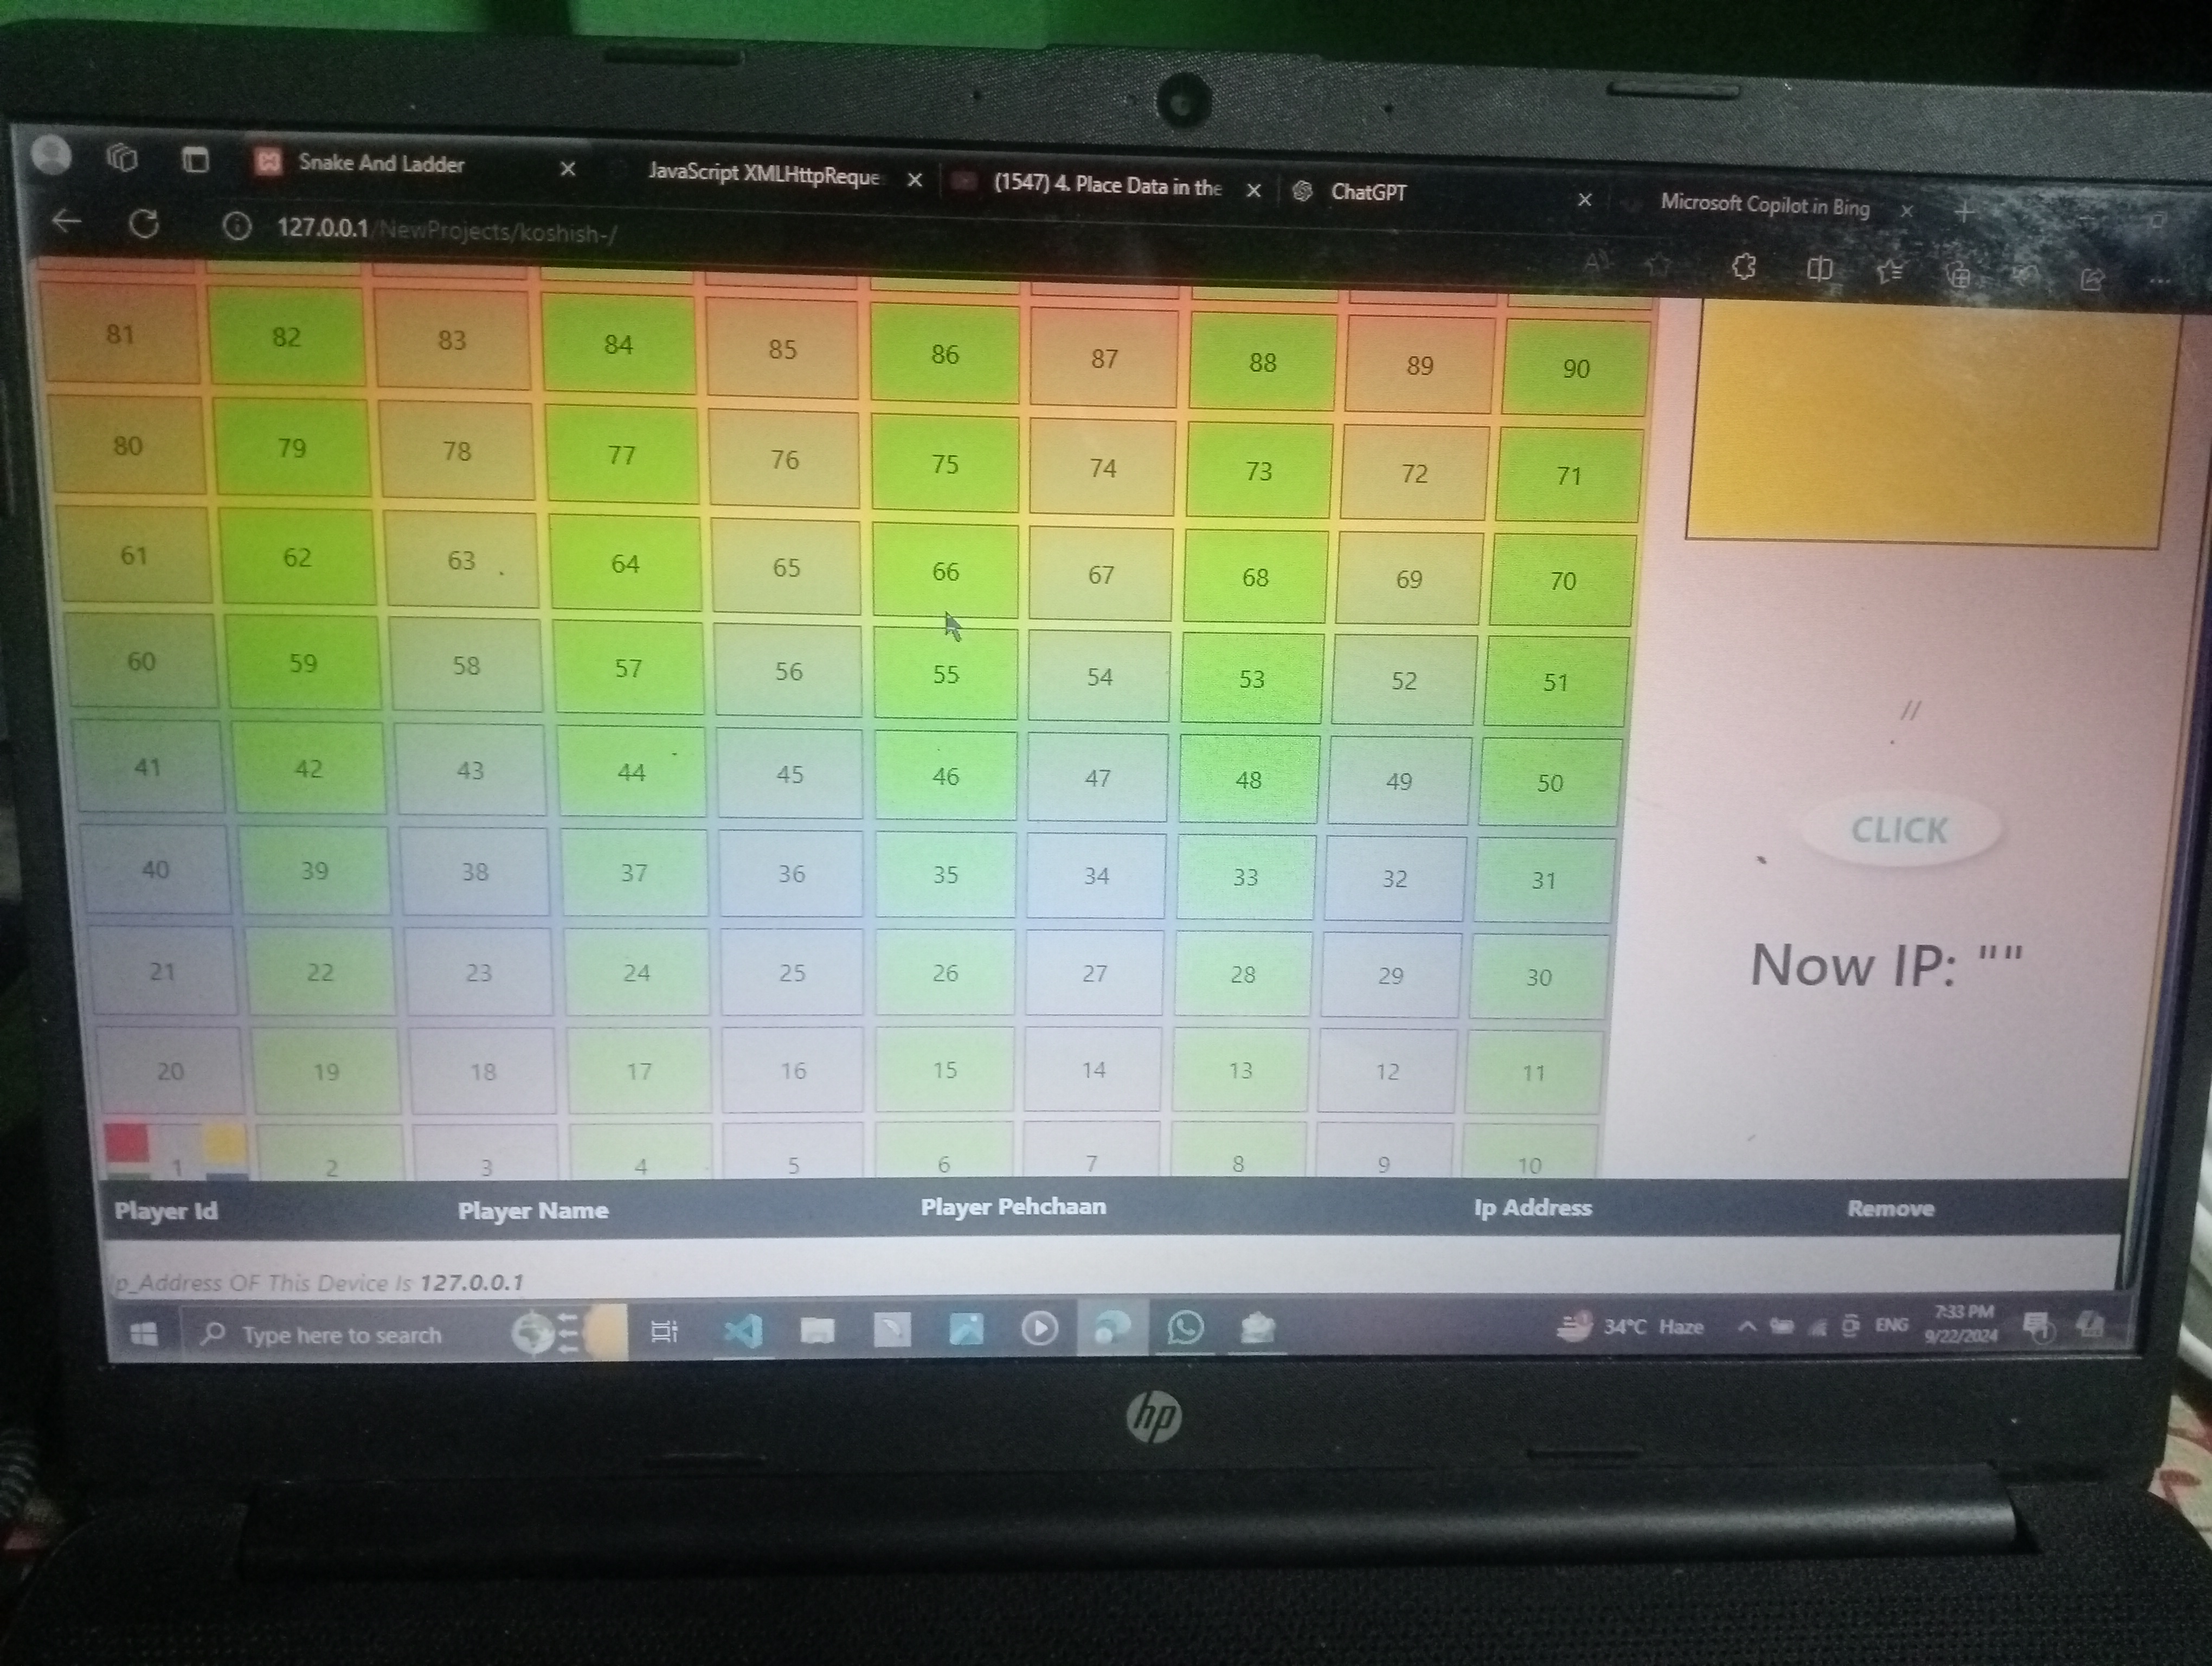 Snake And Ladder
JavaScript XMLHttpReque
(1547) 4. Place Data in the
ChatGPT
Microsoft Copilot in Bing
127.0.0.1/NewProjects/koshish-/
81 82 83 84 85 86 87 88 89 90
80 79 78 77 76 75 74 73 72 71
61 62 63 64 65 66 67 68 69 70
60 59 58 57 56 55 54 53 52 51
41 42 43 44 45 46 47 48 49 50
40 39 38 37 36 35 34 33 32 31
21 22 23 24 25 26 27 28 29 30
20 19 18 17 16 15 14 13 12 11
1 2 3 4 5 6 7 8 9 10
//
CLICK
Now IP: ""
Player Id Player Name Player Pehchaan Ip Address Remove
Ip_Address OF This Device Is 127.0.0.1
Type here to search
34°C Haze
ENG
7:33 PM
9/22/2024
hp